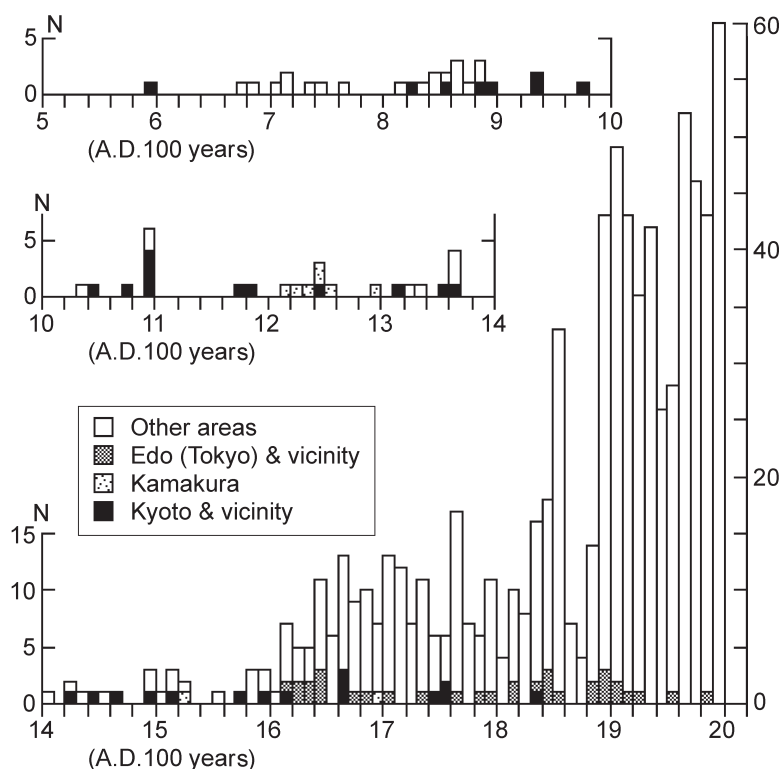 N
5
0
5 6 7 8 9 10
(A.D.100 years)
N
5
0
10 11 12 13 14
(A.D.100 years)
Other areas
Edo (Tokyo) & vicinity
Kamakura
Kyoto & vicinity
N
15
10
5
0
14 15 16 17 18 19 20
(A.D.100 years)
60
40
20
0